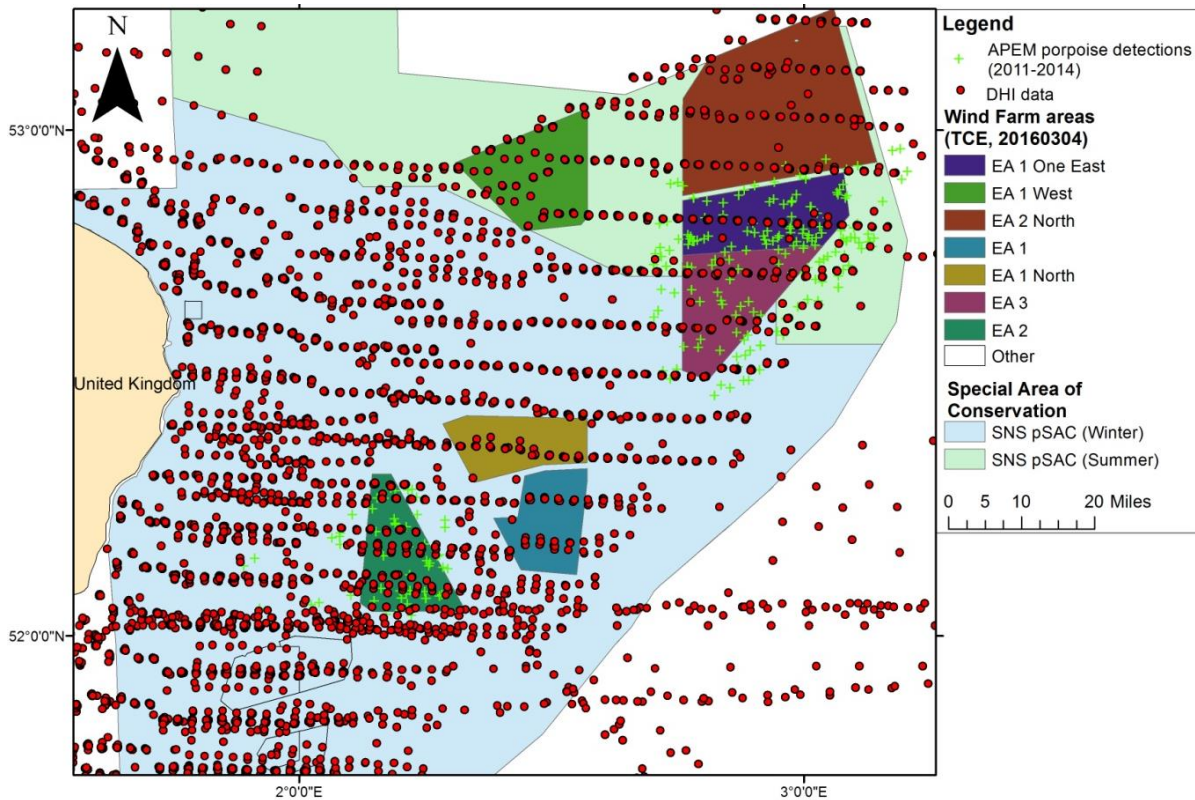 N
53°0'0"N
52°0'0"N
United Kingdom
2°0'0"E
3°0'0"E
Legend
APEM porpoise detections
(2011-2014)
DHI data
Wind Farm areas
(TCE, 20160304)
EA 1 One East
EA 1 West
EA 2 North
EA 1
EA 1 North
EA 3
EA 2
Other
Special Area of
Conservation
SNS pSAC (Winter)
SNS pSAC (Summer)
0 5 10 20 Miles